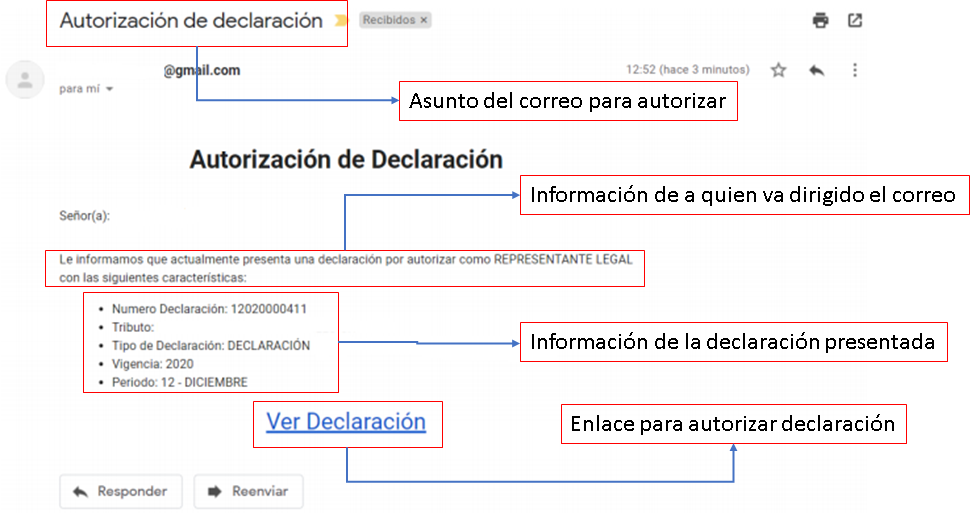 Autorización de declaración
Recibidos ×
@gmail.com
12:52 (hace 3 minutos)
para mí
Asunto del correo para autorizar
Autorización de Declaración
Información de a quien va dirigido el correo
Señor(a):
Le informamos que actualmente presenta una declaración por autorizar como REPRESENTANTE LEGAL
con las siguientes características:
• Numero Declaración: 12020000411
• Tributo:
• Tipo de Declaración: DECLARACIÓN
• Vigencia: 2020
• Periodo: 12 - DICIEMBRE
Información de la declaración presentada
Ver Declaración
Enlace para autorizar declaración
Responder
Reenviar